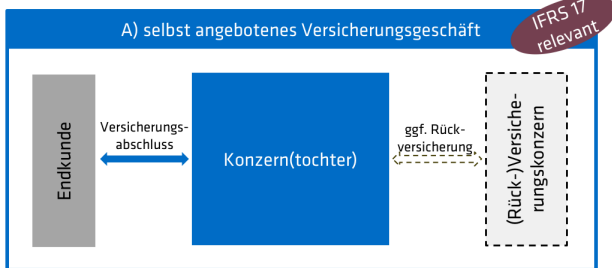 A) selbst angebotenes Versicherungsgeschäft
IFRS 17
relevant
Endkunde
Versicherungs-
abschluss
Konzern(tochter)
ggf. Rück-
versicherung
(Rück-)Versiche-
rungskonzern